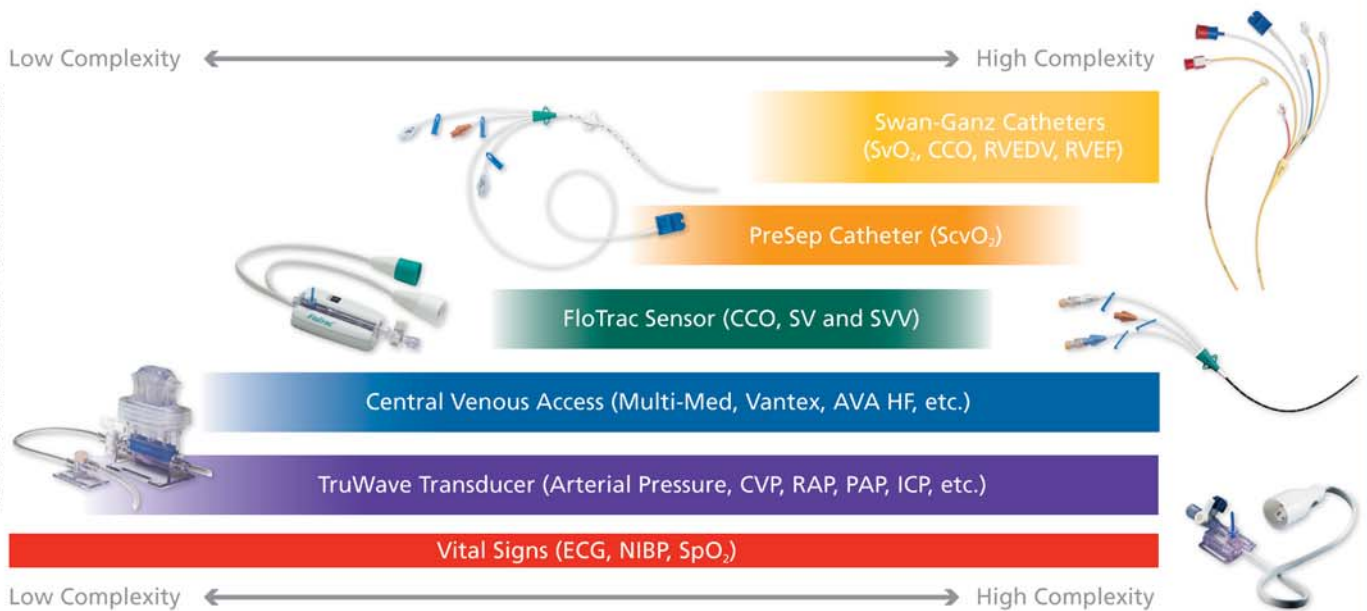 Low Complexity
High Complexity
Swan-Ganz Catheters
(SvO₂, CCO, RVEDV, RVEF)
PreSep Catheter (ScvO₂)
FloTrac
FloTrac Sensor (CCO, SV and SVV)
Central Venous Access (Multi-Med, Vantex, AVA HF, etc.)
TruWave Transducer (Arterial Pressure, CVP, RAP, PAP, ICP, etc.)
Vital Signs (ECG, NIBP, SpO₂)
Low Complexity
High Complexity